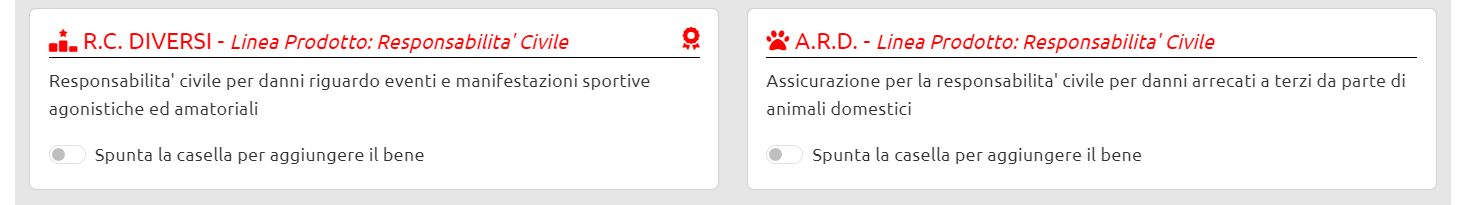 R.C. DIVERSI - Linea Prodotto: Responsabilita' Civile
Responsabilita' civile per danni riguardo eventi e manifestazioni sportive
agonistiche ed amatoriali
Spunta la casella per aggiungere il bene
A.R.D. - Linea Prodotto: Responsabilita' Civile
Assicurazione per la responsabilita' civile per danni arrecati a terzi da parte di
animali domestici
Spunta la casella per aggiungere il bene